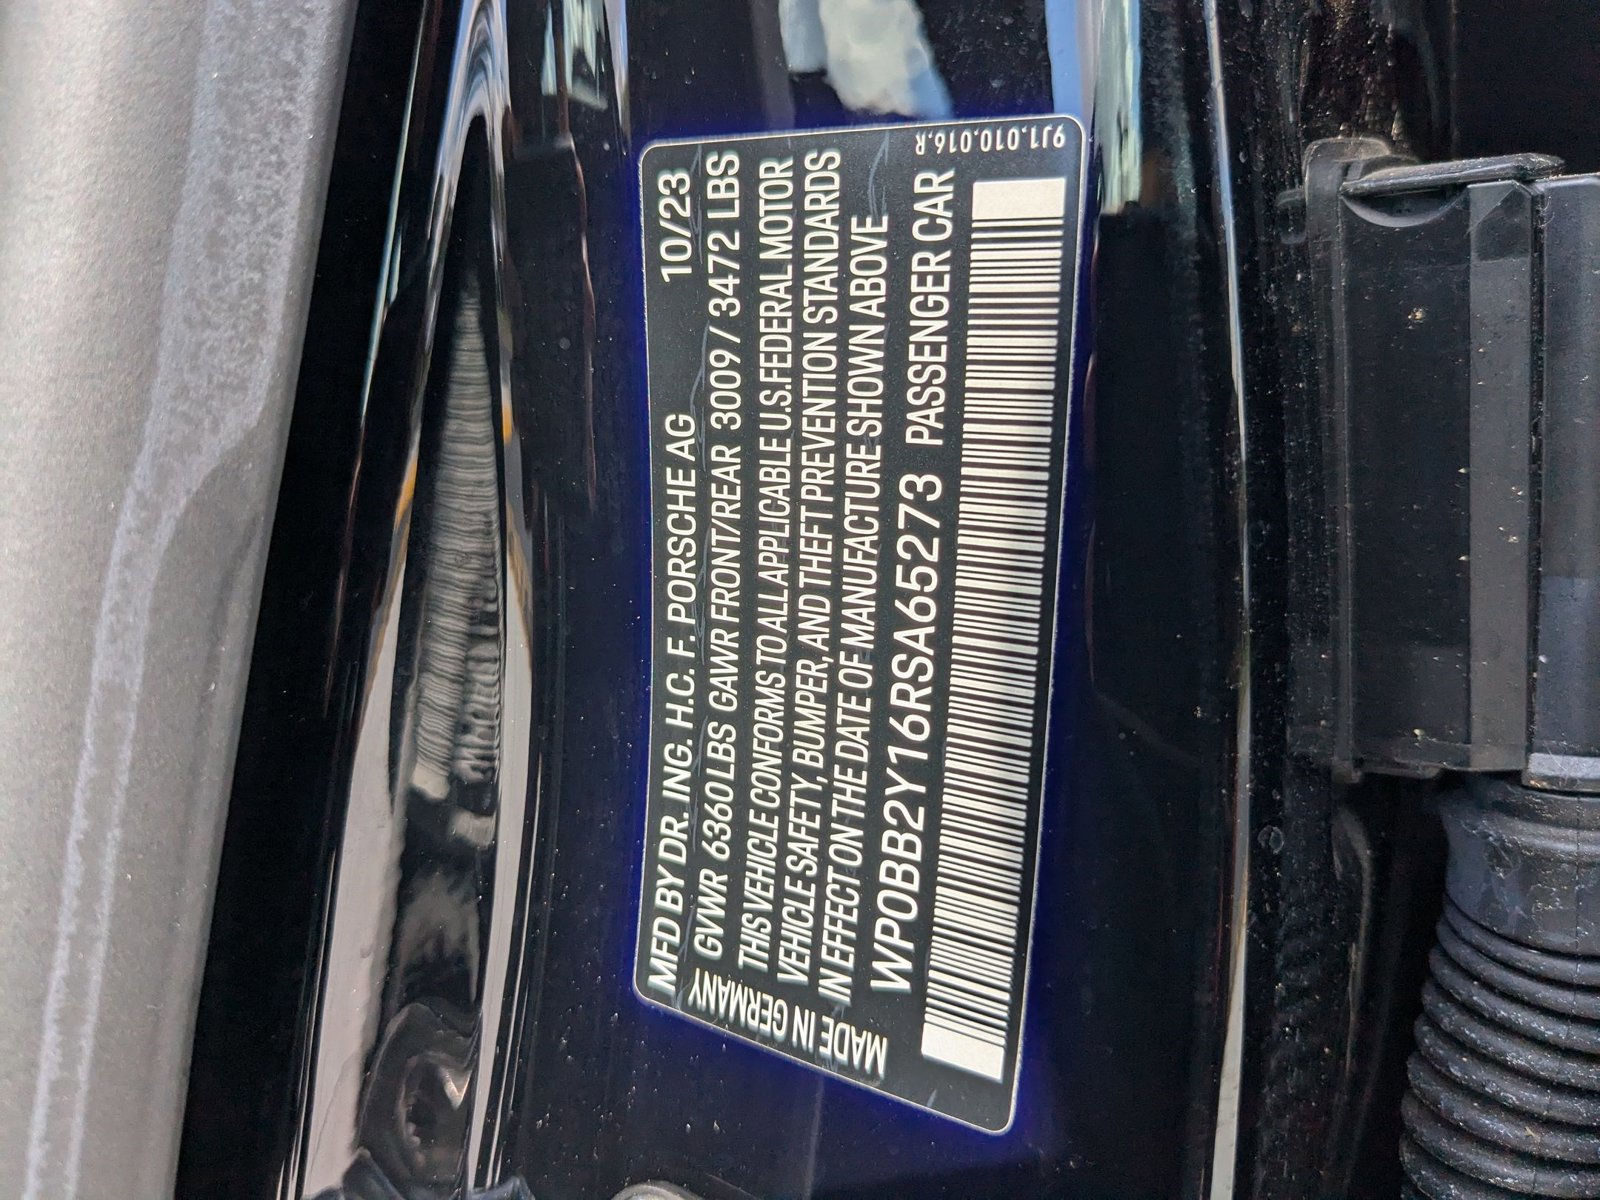 MFD BY DR. ING. H.C. F. PORSCHE AG 10/23
GVWR 6360 LBS GAWR FRONT/REAR 3009 / 3472 LBS
THIS VEHICLE CONFORMS TO ALL APPLICABLE U.S. FEDERAL MOTOR
VEHICLE SAFETY, BUMPER, AND THEFT PREVENTION STANDARDS
IN EFFECT ON THE DATE OF MANUFACTURE SHOWN ABOVE
WP0BB2Y16RSA65273 PASSENGER CAR
MADE IN GERMANY
9J1.010.016.R